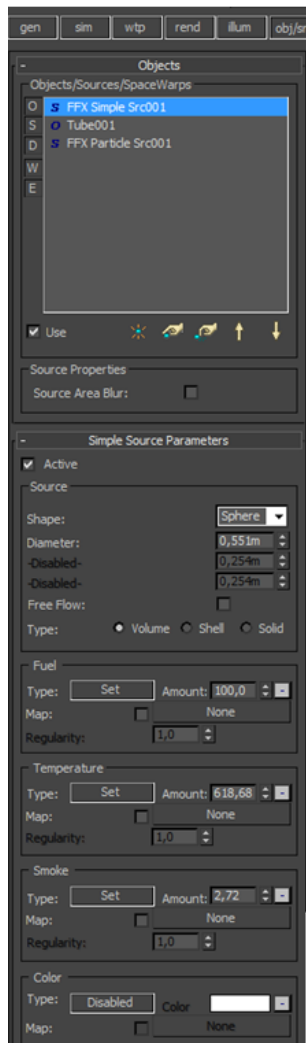 gen sim wtp rend illum obj/sr
- Objects
Objects/Sources/SpaceWarps
O S FFX Simple Src001
S O Tube001
D S FFX Particle Src001
W
E
Use
Source Properties
Source Area Blur:
- Simple Source Parameters
Active
Source
Shape: Sphere
Diameter: 0,551m
-Disabled- 0,254m
-Disabled- 0,254m
Free Flow:
Type: Volume Shell Solid
Fuel
Type: Set Amount: 100,0 -
Map: None
Regularity: 1,0
Temperature
Type: Set Amount: 618,68 -
Map: None
Regularity: 1,0
Smoke
Type: Set Amount: 2,72 -
Map: None
Regularity: 1,0
Color
Type: Disabled Color -
Map: None